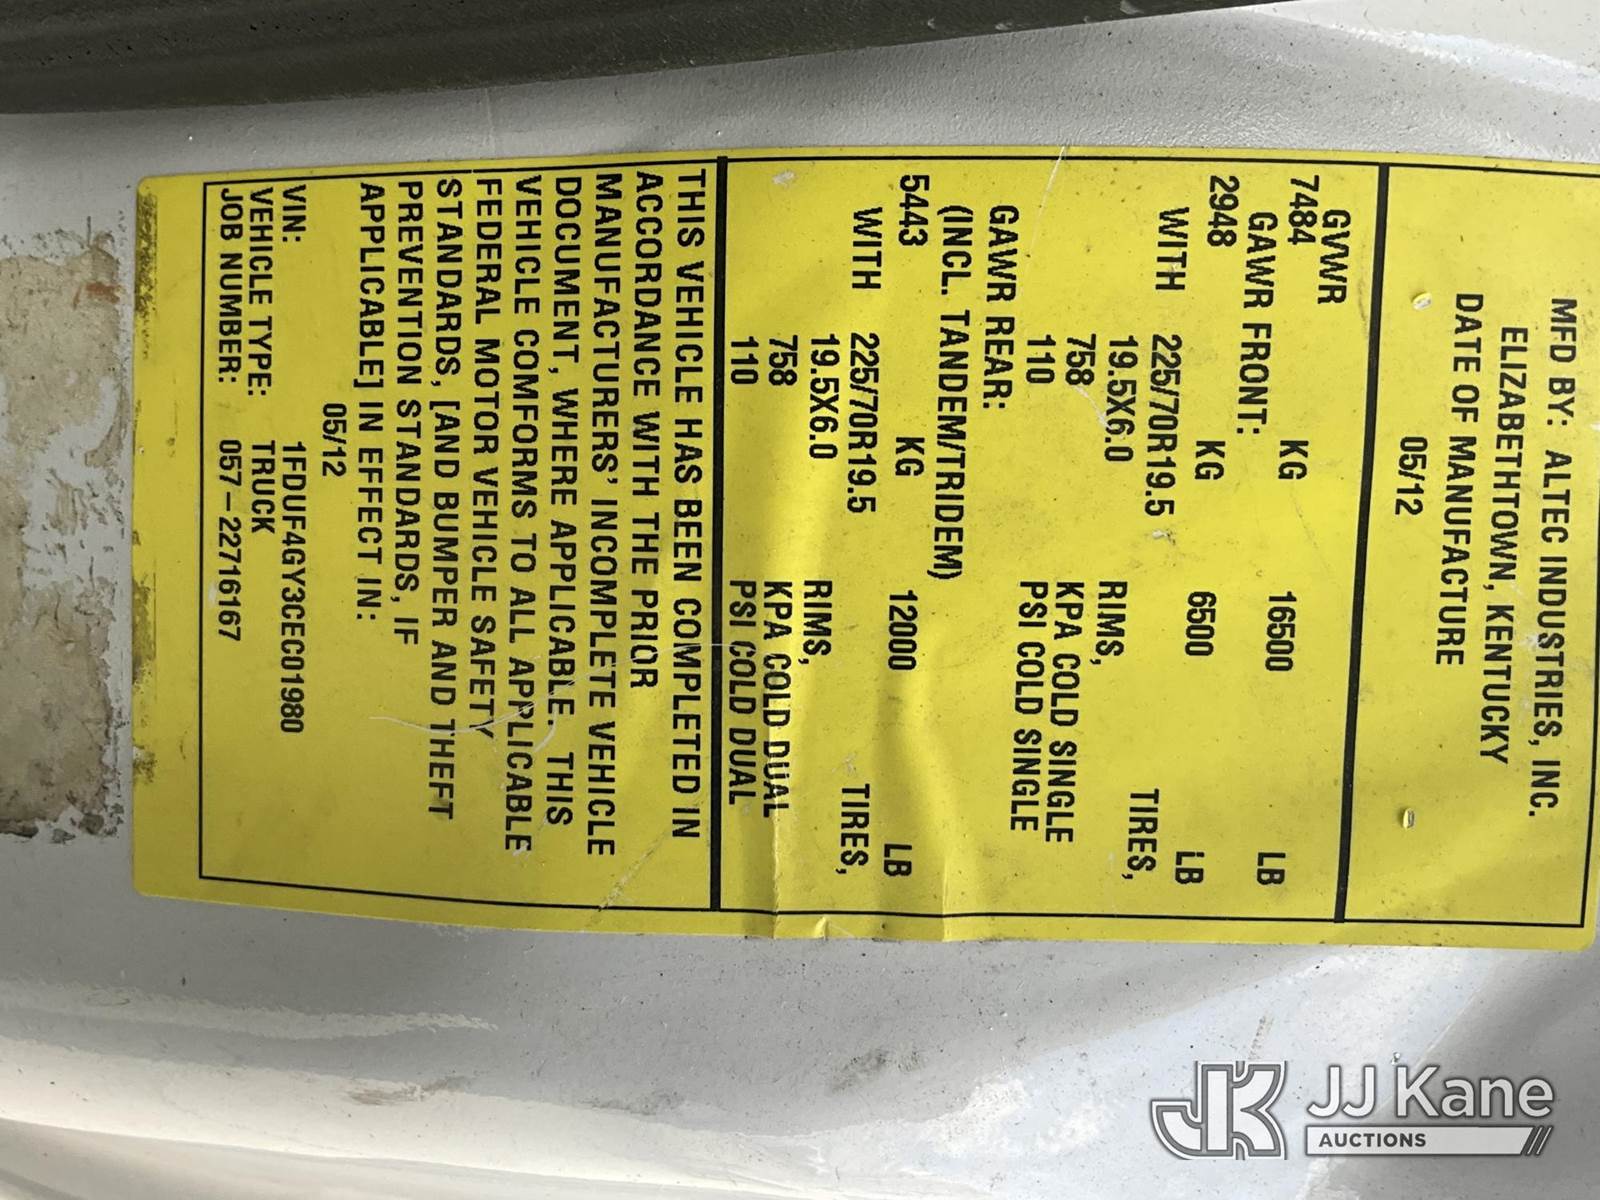 MFD BY: ALTEC INDUSTRIES, INC.
ELIZABETHTOWN, KENTUCKY
DATE OF MANUFACTURE
05/12
GVWR
7484 KG 16500 LB
GAWR FRONT:
2948 KG 6500 LB
WITH 225/70R19.5 TIRES,
19.5X6.0 RIMS,
758 KPA COLD SINGLE
110 PSI COLD SINGLE
GAWR REAR:
(INCL. TANDEM/TRIDEM)
5443 KG 12000 LB
WITH 225/70R19.5 TIRES,
19.5X6.0 RIMS,
758 KPA COLD DUAL
110 PSI COLD DUAL
THIS VEHICLE HAS BEEN COMPLETED IN
ACCORDANCE WITH THE PRIOR
MANUFACTURERS' INCOMPLETE VEHICLE
DOCUMENT, WHERE APPLICABLE. THIS
VEHICLE COMFORMS TO ALL APPLICABLE
FEDERAL MOTOR VEHICLE SAFETY
STANDARDS, [AND BUMPER AND THEFT
PREVENTION STANDARDS, IF
APPLICABLE] IN EFFECT IN:
05/12
VIN: 1FDUF4GY3CEC01980
VEHICLE TYPE: TRUCK
JOB NUMBER: 057-22716167
JK JJ Kane
AUCTIONS